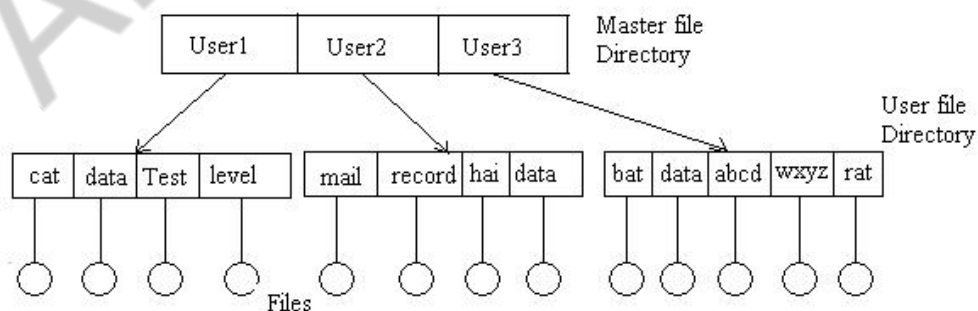 User1 User2 User3
Master file
Directory
User file
Directory
cat data Test level
mail record hai data
bat data abcd wxyz rat
Files